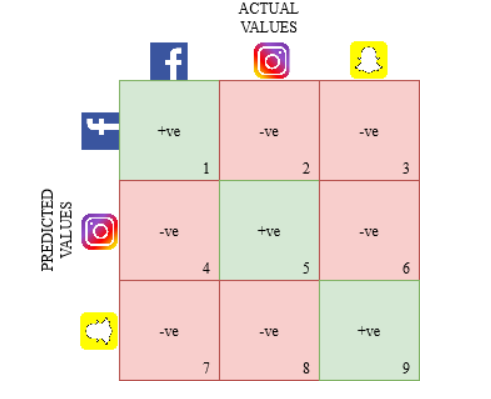 ACTUAL
VALUES
+ve
-ve
-ve
1
2
3
PREDICTED
VALUES
-ve
+ve
-ve
4
5
6
-ve
-ve
+ve
7
8
9